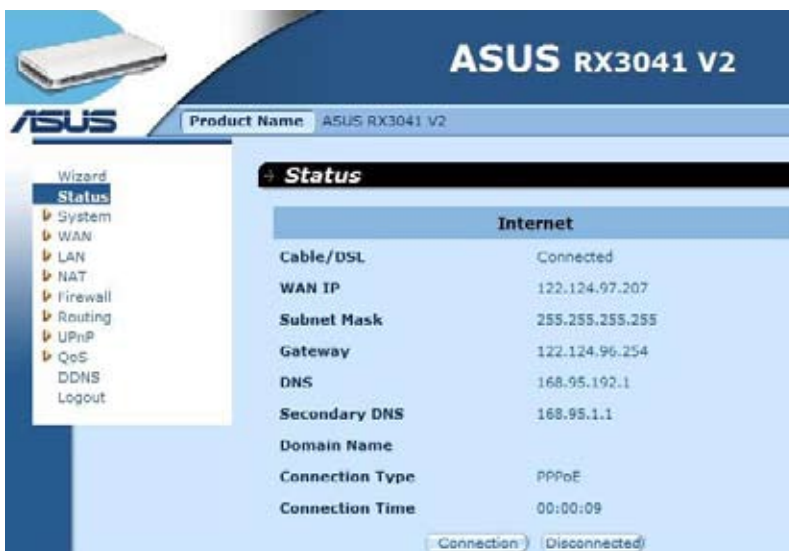 ASUS RX3041 V2
ASUS
Product Name ASUS RX3041 V2
Wizard
Status
System
WAN
LAN
NAT
Firewall
Routing
UPnP
QoS
DDNS
Logout
Status
Internet
Cable/DSL Connected
WAN IP 122.124.97.207
Subnet Mask 255.255.255.255
Gateway 122.124.96.254
DNS 168.95.192.1
Secondary DNS 168.95.1.1
Domain Name
Connection Type PPPoE
Connection Time 00:00:09
Connection Disconnected